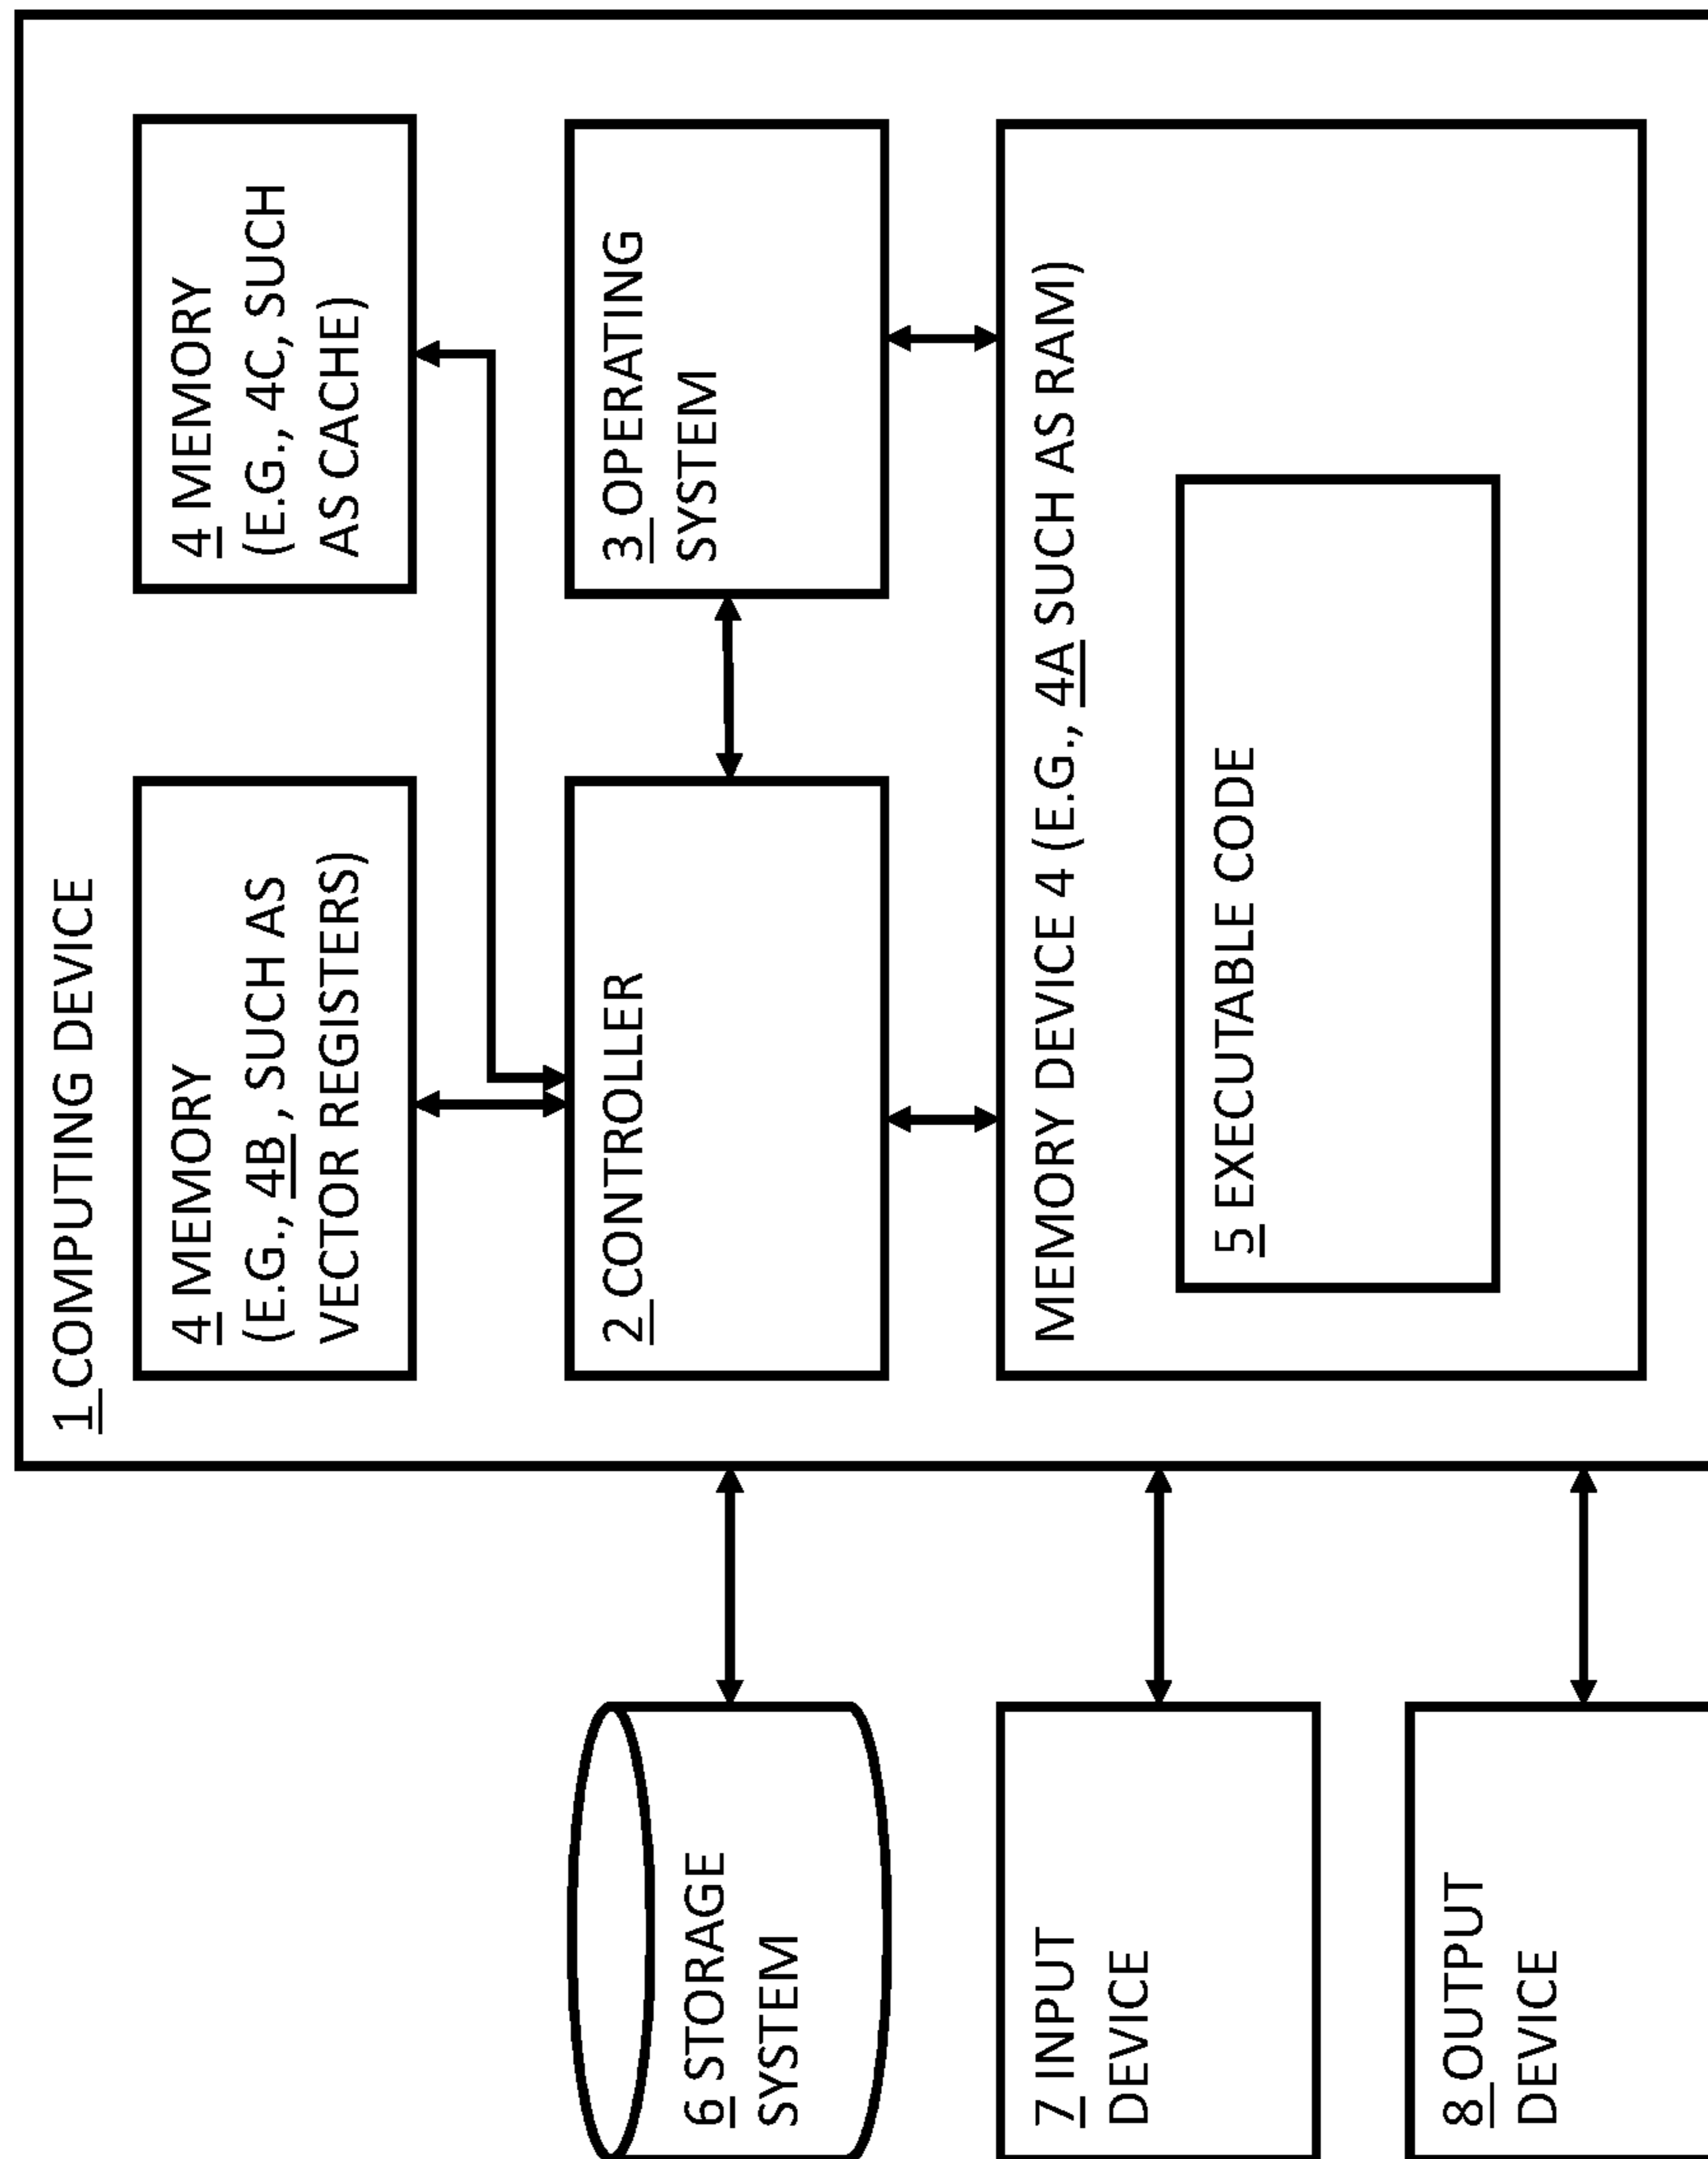 1 COMPUTING DEVICE
4 MEMORY
(E.G., 4B, SUCH AS
VECTOR REGISTERS)
4 MEMORY
(E.G., 4C, SUCH
AS CACHE)
6 STORAGE
SYSTEM
2 CONTROLLER
3 OPERATING
SYSTEM
7 INPUT
DEVICE
MEMORY DEVICE 4 (E.G., 4A SUCH AS RAM)
5 EXECUTABLE CODE
8 OUTPUT
DEVICE